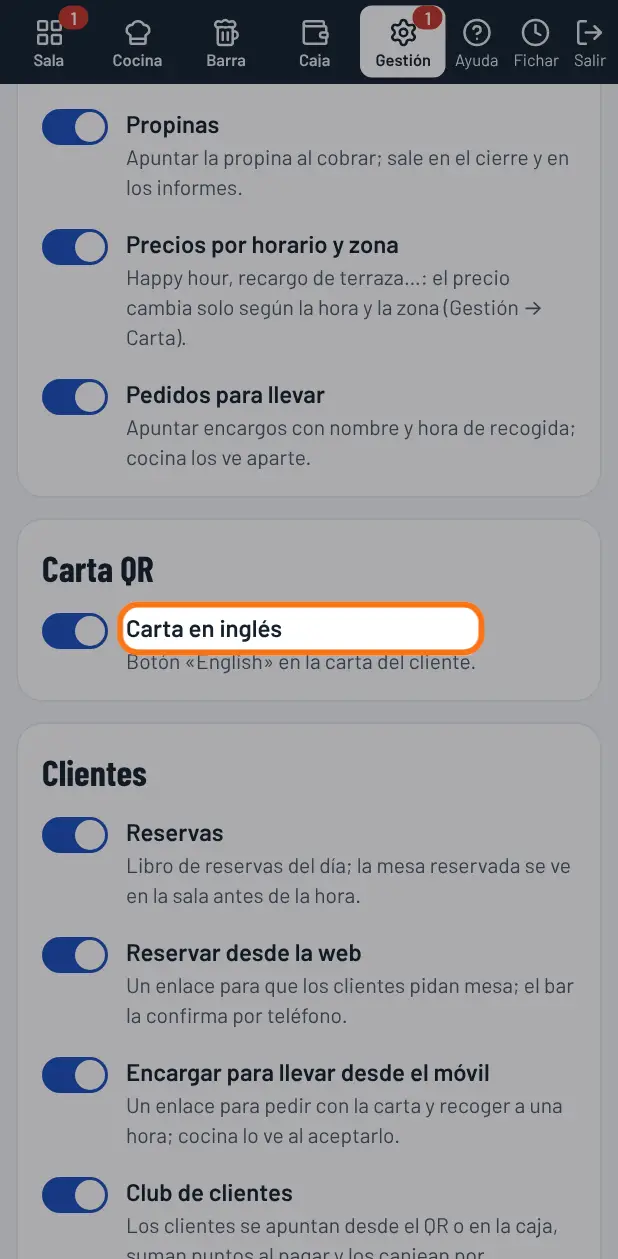 1
1
Sala
Cocina
Barra
Caja
Gestión
Ayuda
Fichar
Salir
Propinas
Apuntar la propina al cobrar; sale en el cierre y en
los informes.
Precios por horario y zona
Happy hour, recargo de terraza...: el precio
cambia solo según la hora y la zona (Gestión →
Carta).
Pedidos para llevar
Apuntar encargos con nombre y hora de recogida;
cocina los ve aparte.
Carta QR
Carta en inglés
Botón «English» en la carta del cliente.
Clientes
Reservas
Libro de reservas del día; la mesa reservada se ve
en la sala antes de la hora.
Reservar desde la web
Un enlace para que los clientes pidan mesa; el bar
la confirma por teléfono.
Encargar para llevar desde el móvil
Un enlace para pedir con la carta y recoger a una
hora; cocina lo ve al aceptarlo.
Club de clientes
Los clientes se apuntan desde el QR o en la caja,
suman puntos al pagar y los canjean por